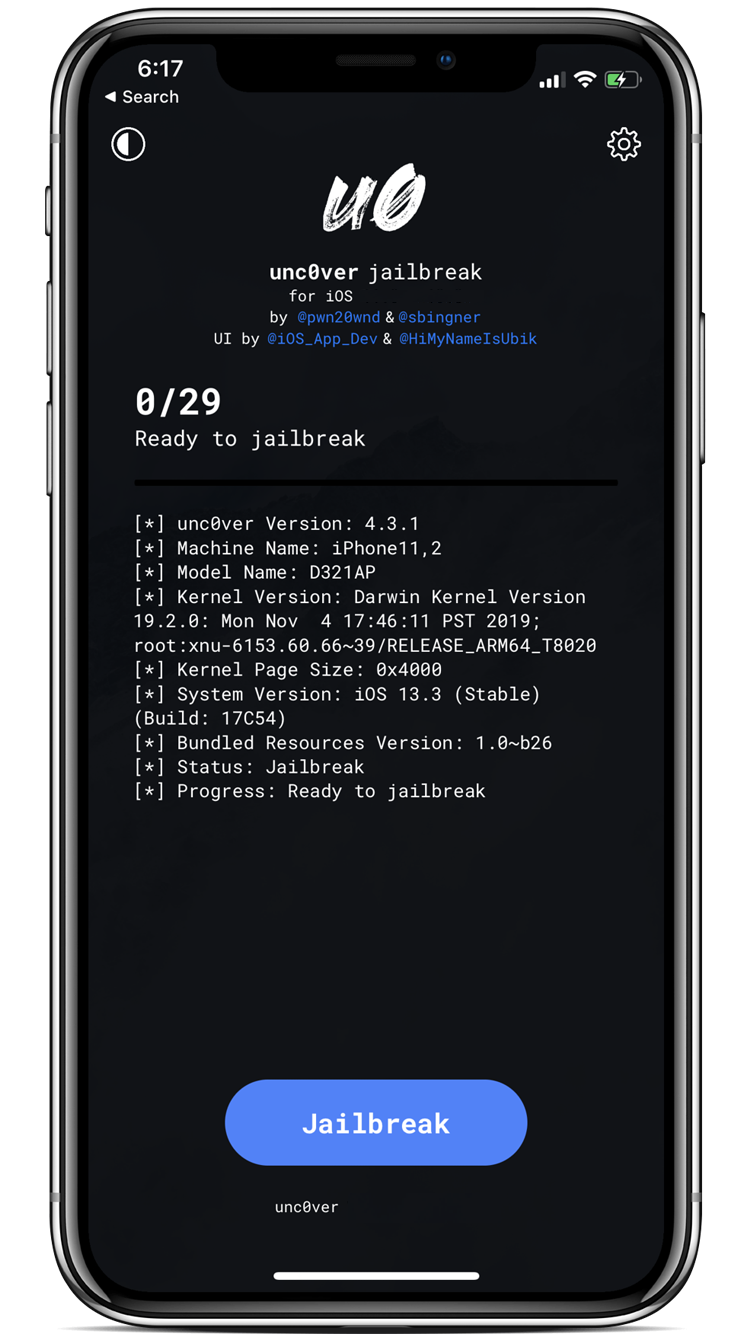 6:17
◀ Search
u0
unc0ver jailbreak
for iOS
by @pwn20wnd & @sbingner
UI by @iOS_App_Dev & @HiMyNameIsUbik
0/29
Ready to jailbreak
[*] unc0ver Version: 4.3.1
[*] Machine Name: iPhone11,2
[*] Model Name: D321AP
[*] Kernel Version: Darwin Kernel Version
19.2.0: Mon Nov  4 17:46:11 PST 2019;
root:xnu-6153.60.66~39/RELEASE_ARM64_T8020
[*] Kernel Page Size: 0x4000
[*] System Version: iOS 13.3 (Stable)
(Build: 17C54)
[*] Bundled Resources Version: 1.0~b26
[*] Status: Jailbreak
[*] Progress: Ready to jailbreak
Jailbreak
unc0ver